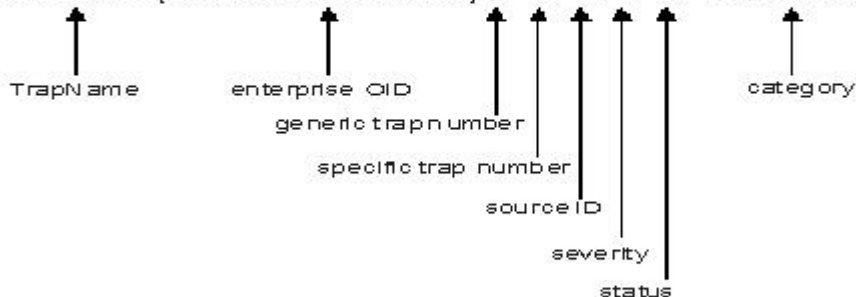 TrapName enterprise OID category
generic trap number
specific trap number
source ID
severity
status